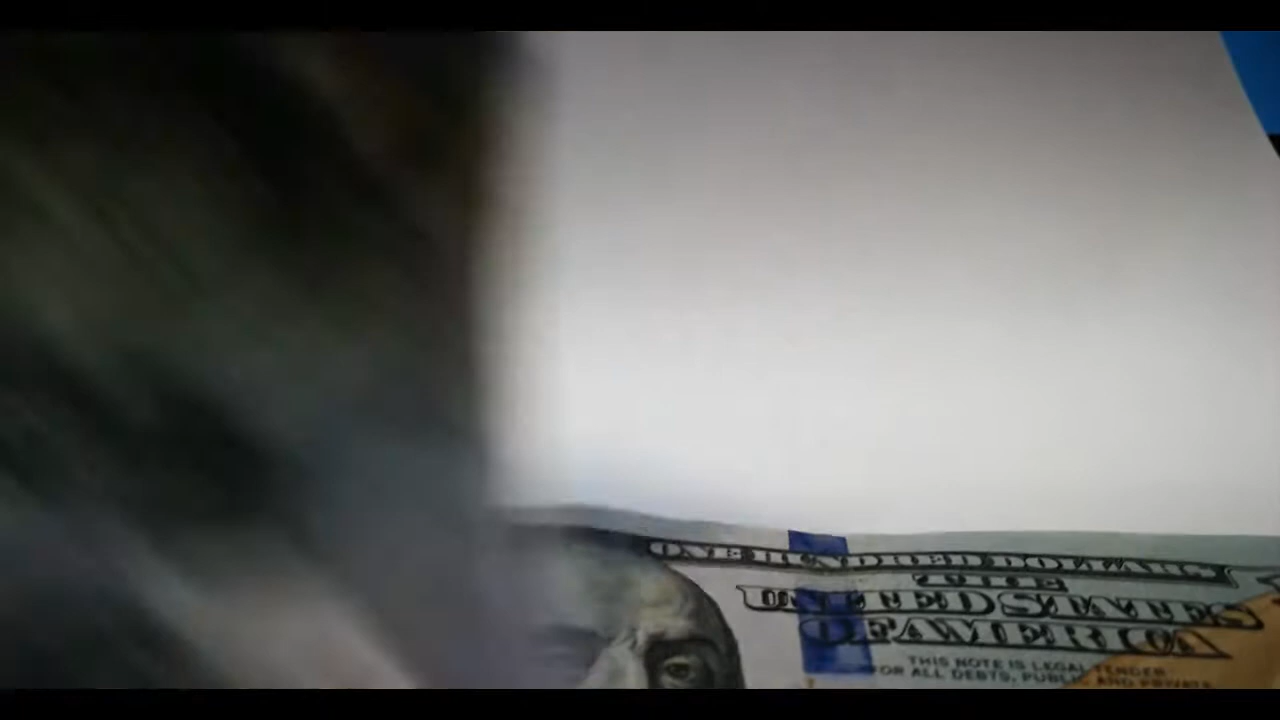 ONE HUNDRED DOLLARS
THE
UNITED STATES
OF AMERICA
THIS NOTE IS LEGAL TENDER
FOR ALL DEBTS, PUBLIC AND PRIVATE